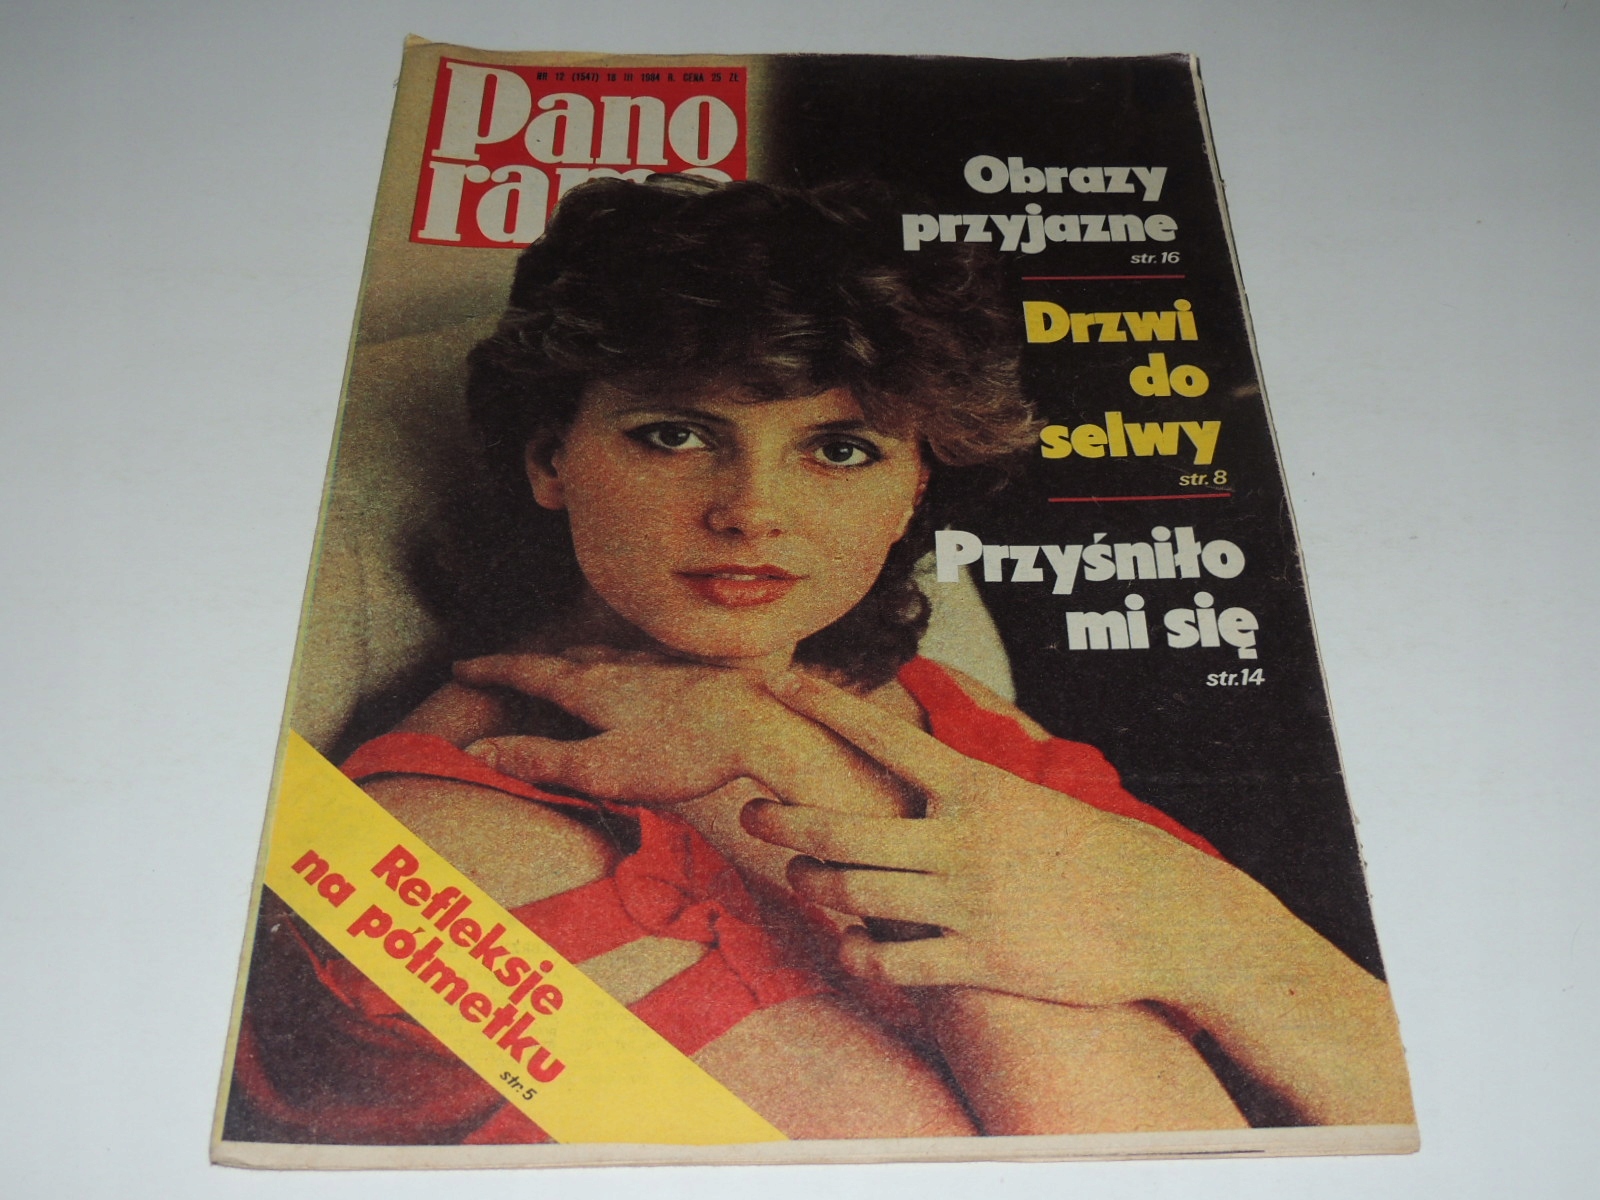 NR 12 (1547) 18 III 1984 R. CENA 25 ZŁ
Pano
rama
Obrazy
przyjazne
str. 16
Drzwi
do
selwy
str. 8
Przyśniło
mi się
str.14
Refleksje
na półmetku
str. 5